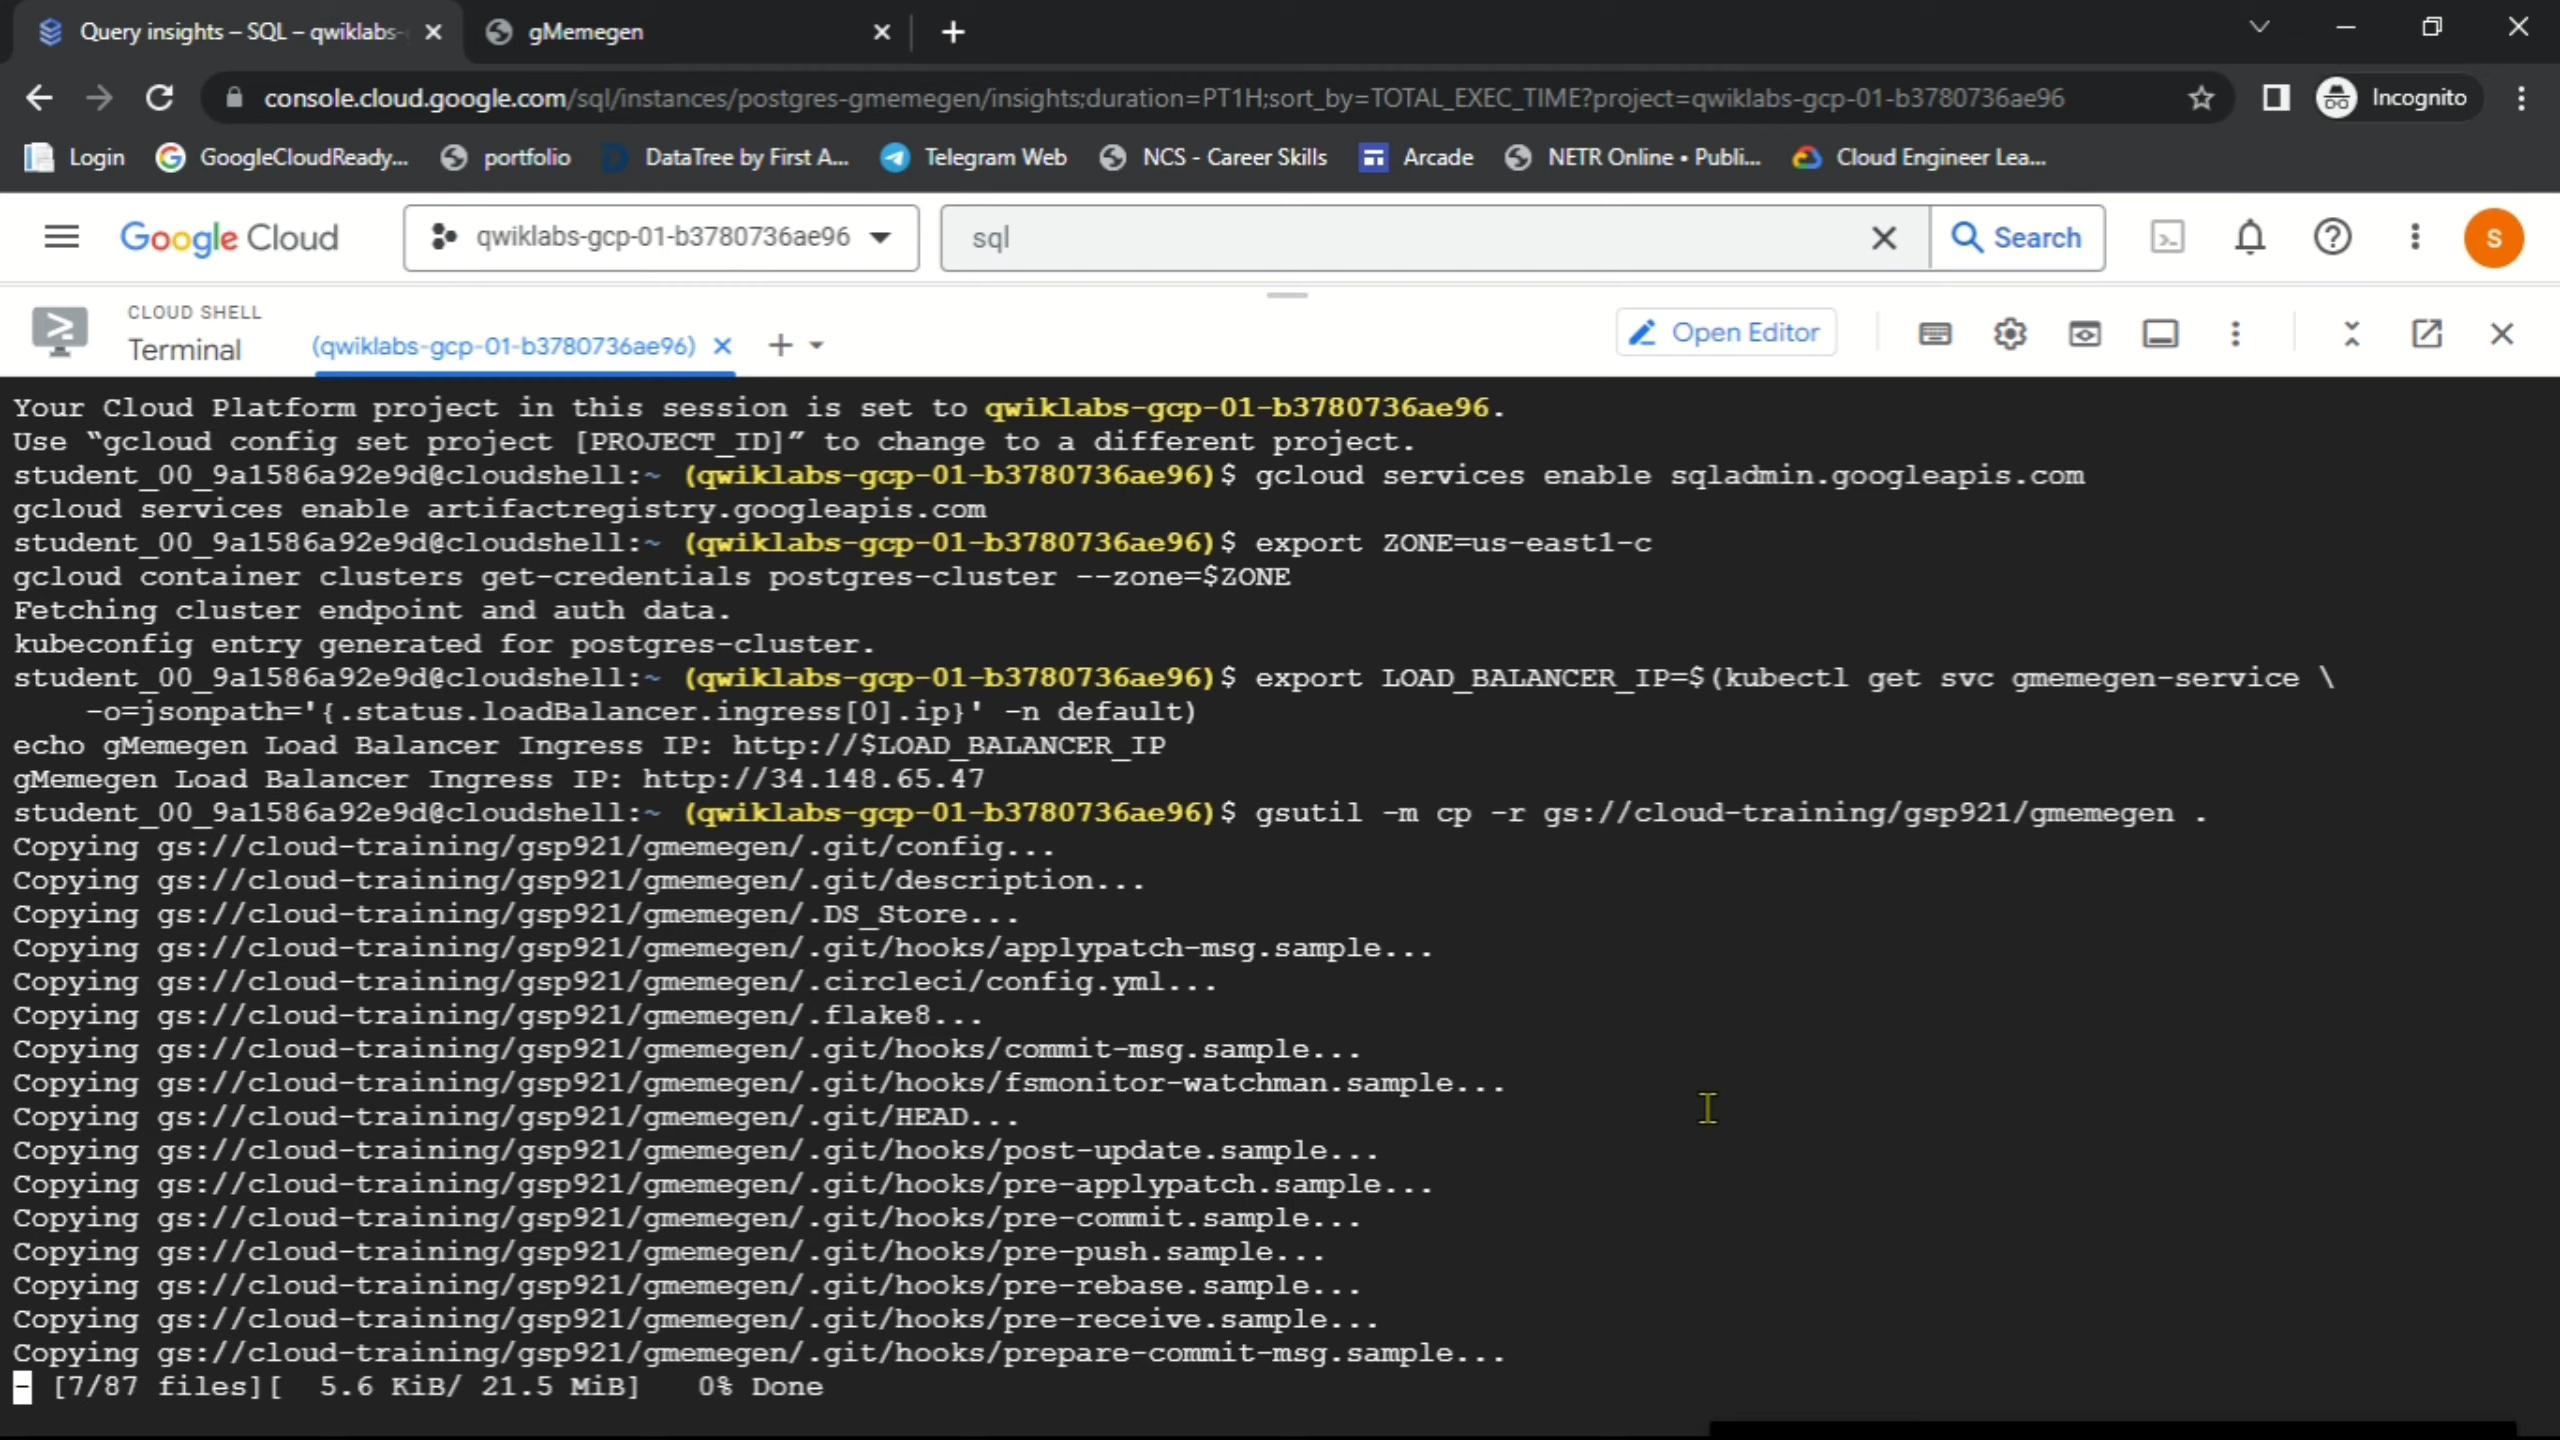 Query insights – SQL – qwiklabs-
gMemegen
console.cloud.google.com/sql/instances/postgres-gmemegen/insights;duration=PT1H;sort_by=TOTAL_EXEC_TIME?project=qwiklabs-gcp-01-b3780736ae96
Incognito
Login
GoogleCloudReady...
portfolio
DataTree by First A...
Telegram Web
NCS - Career Skills
Arcade
NETR Online • Publi...
Cloud Engineer Lea...
Google Cloud
qwiklabs-gcp-01-b3780736ae96
sql
Search
S
CLOUD SHELL
Terminal
(qwiklabs-gcp-01-b3780736ae96)
Open Editor
Your Cloud Platform project in this session is set to qwiklabs-gcp-01-b3780736ae96.
Use “gcloud config set project [PROJECT_ID]” to change to a different project.
student_00_9a1586a92e9d@cloudshell:~ (qwiklabs-gcp-01-b3780736ae96)$ gcloud services enable sqladmin.googleapis.com
gcloud services enable artifactregistry.googleapis.com
student_00_9a1586a92e9d@cloudshell:~ (qwiklabs-gcp-01-b3780736ae96)$ export ZONE=us-east1-c
gcloud container clusters get-credentials postgres-cluster --zone=$ZONE
Fetching cluster endpoint and auth data.
kubeconfig entry generated for postgres-cluster.
student_00_9a1586a92e9d@cloudshell:~ (qwiklabs-gcp-01-b3780736ae96)$ export LOAD_BALANCER_IP=$(kubectl get svc gmemegen-service \
-o=jsonpath='{.status.loadBalancer.ingress[0].ip}' -n default)
echo gMemegen Load Balancer Ingress IP: http://$LOAD_BALANCER_IP
gMemegen Load Balancer Ingress IP: http://34.148.65.47
student_00_9a1586a92e9d@cloudshell:~ (qwiklabs-gcp-01-b3780736ae96)$ gsutil -m cp -r gs://cloud-training/gsp921/gmemegen .
Copying gs://cloud-training/gsp921/gmemegen/.git/config...
Copying gs://cloud-training/gsp921/gmemegen/.git/description...
Copying gs://cloud-training/gsp921/gmemegen/.DS_Store...
Copying gs://cloud-training/gsp921/gmemegen/.git/hooks/applypatch-msg.sample...
Copying gs://cloud-training/gsp921/gmemegen/.circleci/config.yml...
Copying gs://cloud-training/gsp921/gmemegen/.flake8...
Copying gs://cloud-training/gsp921/gmemegen/.git/hooks/commit-msg.sample...
Copying gs://cloud-training/gsp921/gmemegen/.git/hooks/fsmonitor-watchman.sample...
Copying gs://cloud-training/gsp921/gmemegen/.git/HEAD...
Copying gs://cloud-training/gsp921/gmemegen/.git/hooks/post-update.sample...
Copying gs://cloud-training/gsp921/gmemegen/.git/hooks/pre-applypatch.sample...
Copying gs://cloud-training/gsp921/gmemegen/.git/hooks/pre-commit.sample...
Copying gs://cloud-training/gsp921/gmemegen/.git/hooks/pre-push.sample...
Copying gs://cloud-training/gsp921/gmemegen/.git/hooks/pre-rebase.sample...
Copying gs://cloud-training/gsp921/gmemegen/.git/hooks/pre-receive.sample...
Copying gs://cloud-training/gsp921/gmemegen/.git/hooks/prepare-commit-msg.sample...
- [7/87 files][ 5.6 KiB/ 21.5 MiB] 0% Done